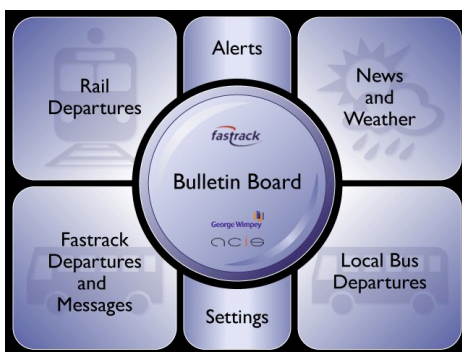 Rail
Departures
Alerts
News
and
Weather
fastrack
Bulletin Board
George Wimpey
acis
Fastrack
Departures
and
Messages
Settings
Local Bus
Departures